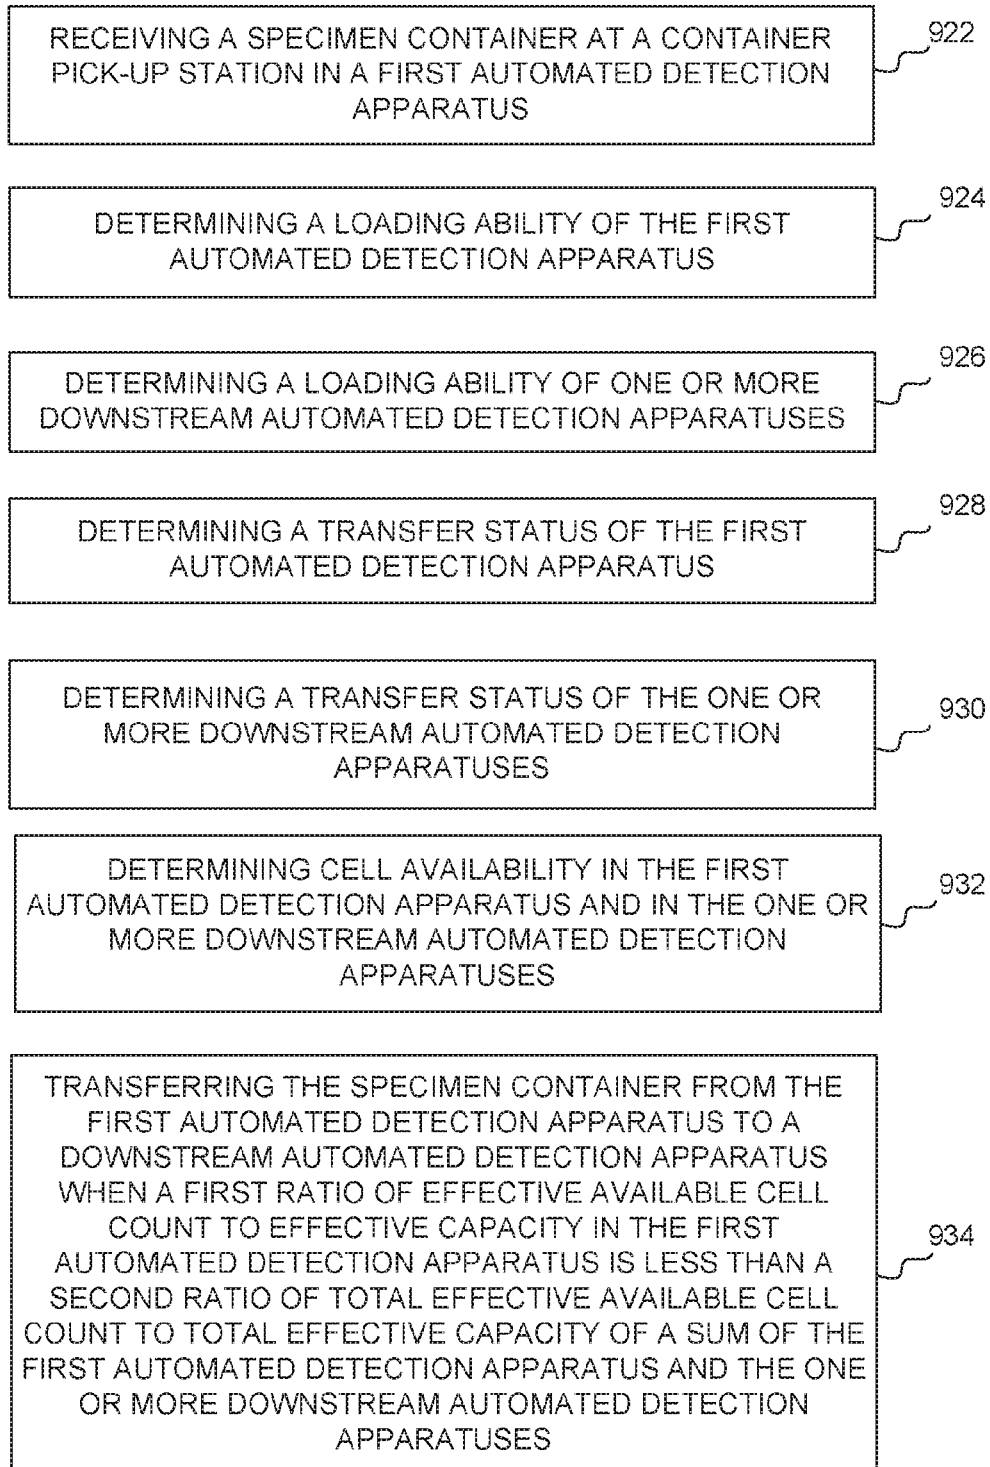 RECEIVING A SPECIMEN CONTAINER AT A CONTAINER
PICK-UP STATION IN A FIRST AUTOMATED DETECTION
APPARATUS
922
DETERMINING A LOADING ABILITY OF THE FIRST
AUTOMATED DETECTION APPARATUS
924
DETERMINING A LOADING ABILITY OF ONE OR MORE
DOWNSTREAM AUTOMATED DETECTION APPARATUSES
926
DETERMINING A TRANSFER STATUS OF THE FIRST
AUTOMATED DETECTION APPARATUS
928
DETERMINING A TRANSFER STATUS OF THE ONE OR
MORE DOWNSTREAM AUTOMATED DETECTION
APPARATUSES
930
DETERMINING CELL AVAILABILITY IN THE FIRST
AUTOMATED DETECTION APPARATUS AND IN THE ONE OR
MORE DOWNSTREAM AUTOMATED DETECTION
APPARATUSES
932
TRANSFERRING THE SPECIMEN CONTAINER FROM THE
FIRST AUTOMATED DETECTION APPARATUS TO A
DOWNSTREAM AUTOMATED DETECTION APPARATUS
WHEN A FIRST RATIO OF EFFECTIVE AVAILABLE CELL
COUNT TO EFFECTIVE CAPACITY IN THE FIRST
AUTOMATED DETECTION APPARATUS IS LESS THAN A
SECOND RATIO OF TOTAL EFFECTIVE AVAILABLE CELL
COUNT TO TOTAL EFFECTIVE CAPACITY OF A SUM OF THE
FIRST AUTOMATED DETECTION APPARATUS AND THE ONE
OR MORE DOWNSTREAM AUTOMATED DETECTION
APPARATUSES
934